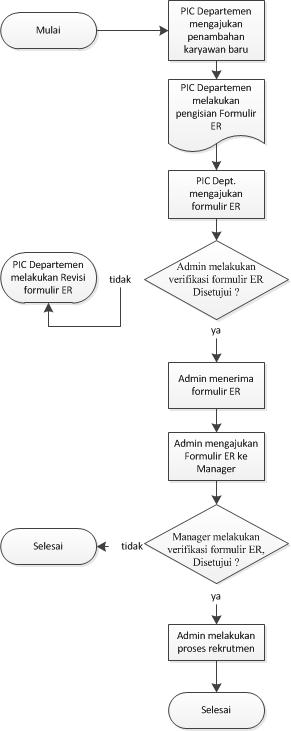 Mulai
PIC Departemen
mengajukan
penambahan
karyawan baru
PIC Departemen
melakukan
pengisian Formulir
ER
PIC Dept.
mengajukan
formulir ER
Admin melakukan
verifikasi formulir ER
Disetujui ?
tidak
PIC Departemen
melakukan Revisi
formulir ER
ya
Admin menerima
formulir ER
Admin mengajukan
Formulir ER ke
Manager
Manager melakukan
verifikasi formulir ER,
Disetujui ?
tidak
Selesai
ya
Admin melakukan
proses rekrutmen
Selesai